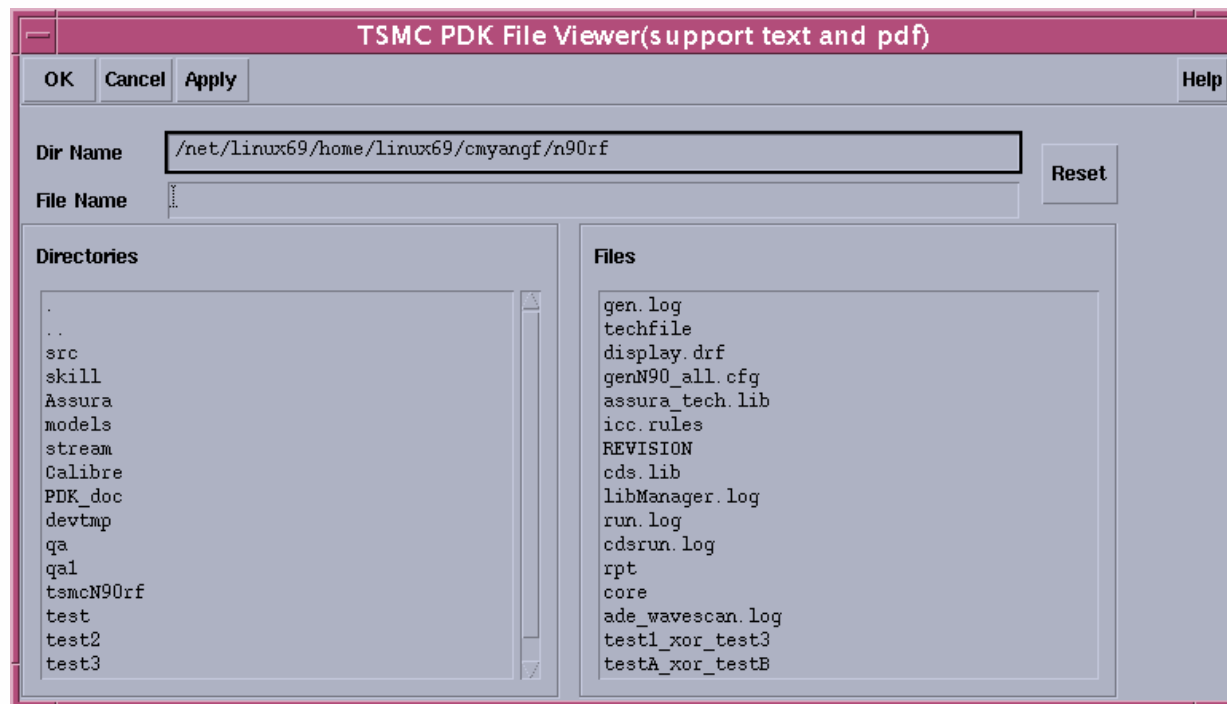 TSMC PDK File Viewer(support text and pdf)
OK Cancel Apply Help
Dir Name /net/linux69/home/linux69/cmyangf/n90rf
Reset
File Name
Directories
.
..
src
skill
Assura
models
stream
Calibre
PDK_doc
devtmp
qa
qa1
tsmcN90rf
test
test2
test3
Files
gen.log
techfile
display.drf
genN90_all.cfg
assura_tech.lib
icc.rules
REVISION
cds.lib
libManager.log
run.log
cdsrun.log
rpt
core
ade_wavescan.log
test1_xor_test3
testA_xor_testB